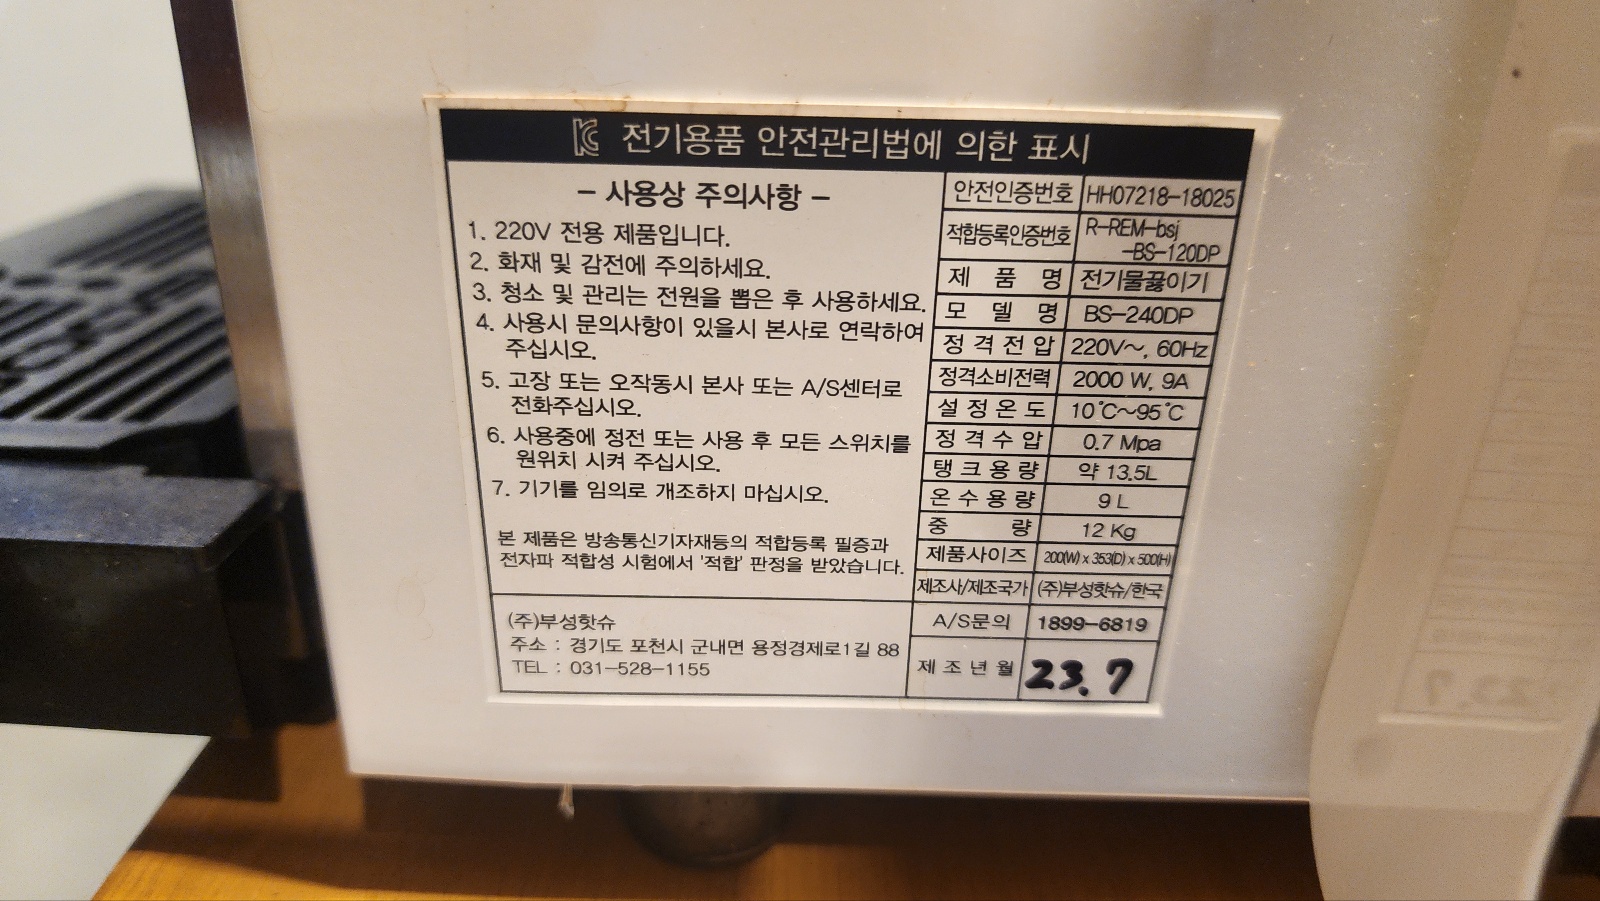 전기용품 안전관리법에 의한 표시
- 사용상 주의사항 -
1. 220V 전용 제품입니다.
2. 화재 및 감전에 주의하세요.
3. 청소 및 관리는 전원을 뽑은 후 사용하세요.
4. 사용시 문의사항이 있을시 본사로 연락하여
주십시오.
5. 고장 또는 오작동시 본사 또는 A/S센터로
전화주십시오.
6. 사용중에 정전 또는 사용 후 모든 스위치를
원위치 시켜 주십시오.
7. 기기를 임의로 개조하지 마십시오.
본 제품은 방송통신기자재등의 적합등록 필증과
전자파 적합성 시험에서 '적합' 판정을 받았습니다.
(주)부성핫슈
주소 : 경기도 포천시 군내면 용정경제로1길 88
TEL : 031-528-1155
안전인증번호 HH07218-18025
적합등록인증번호 R-REM-bsj
-BS-120DP
제 품 명 전기물끓이기
모 델 명 BS-240DP
정격전압 220V~, 60Hz
정격소비전력 2000 W, 9A
설정온도 10℃~95℃
정격수압 0.7 Mpa
탱크용량 약 13.5L
온수용량 9 L
중 량 12 Kg
제품사이즈 200(W) x 353(D) x 500(H)
제조사/제조국가 (주)부성핫슈/한국
A/S문의 1899-6819
제조년월 23.7